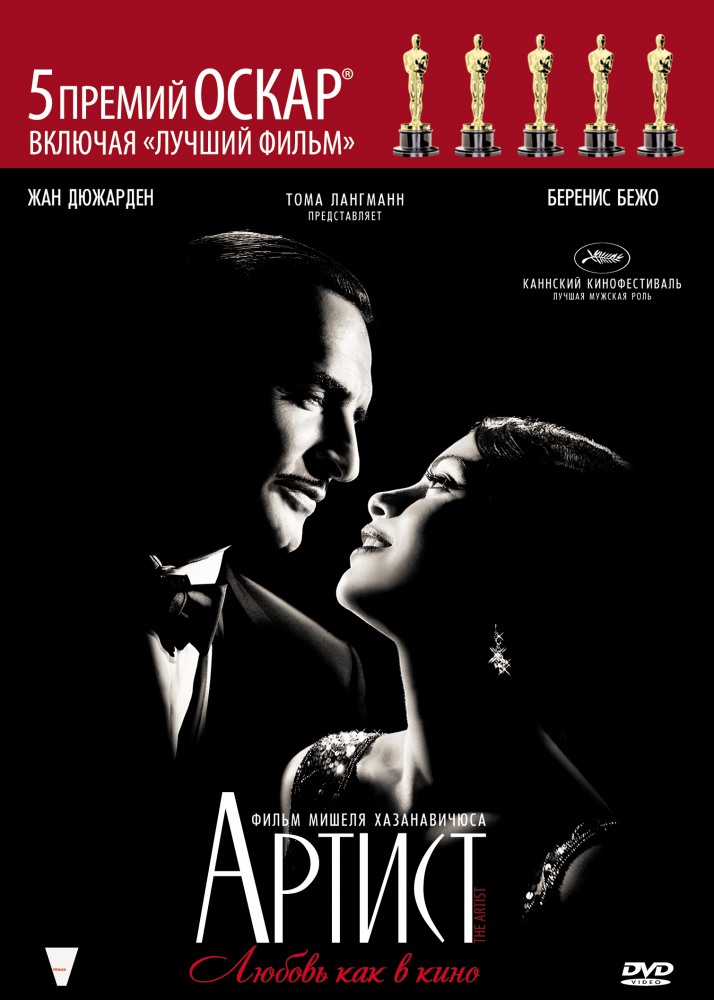 5 ПРЕМИЙ ОСКАР®
ВКЛЮЧАЯ «ЛУЧШИЙ ФИЛЬМ»
ЖАН ДЮЖАРДЕН
ТОМА ЛАНГМАНН
ПРЕДСТАВЛЯЕТ
БЕРЕНИС БЕЖО
КАННСКИЙ КИНОФЕСТИВАЛЬ
ЛУЧШАЯ МУЖСКАЯ РОЛЬ
ФИЛЬМ МИШЕЛЯ ХАЗАНАВИЧЮСА
АРТИСТ
THE ARTIST
Любовь как в кино
DVD
VIDEO